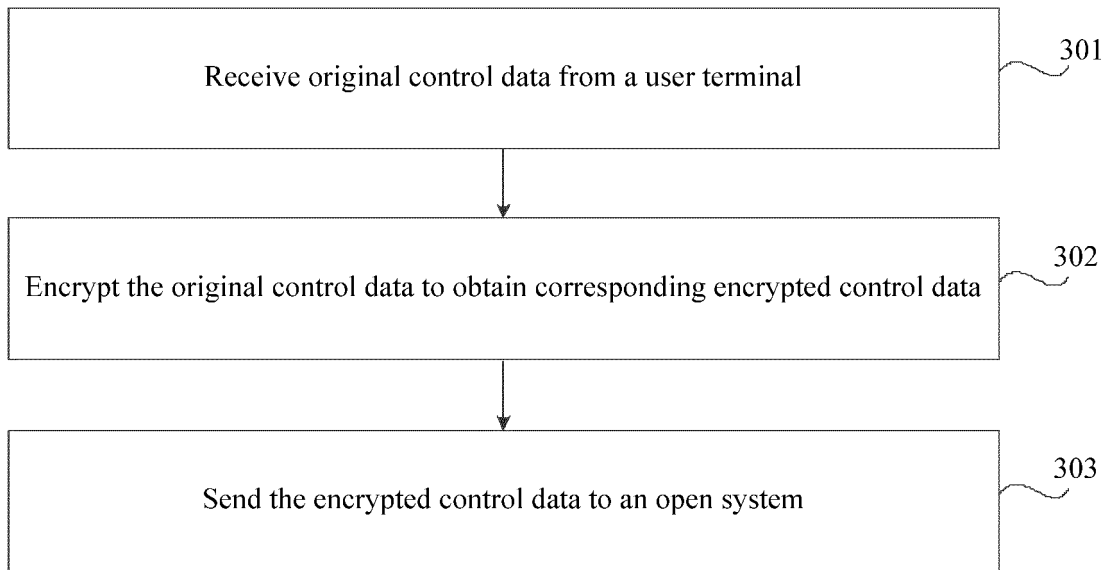 Receive original control data from a user terminal
301
Encrypt the original control data to obtain corresponding encrypted control data
302
Send the encrypted control data to an open system
303